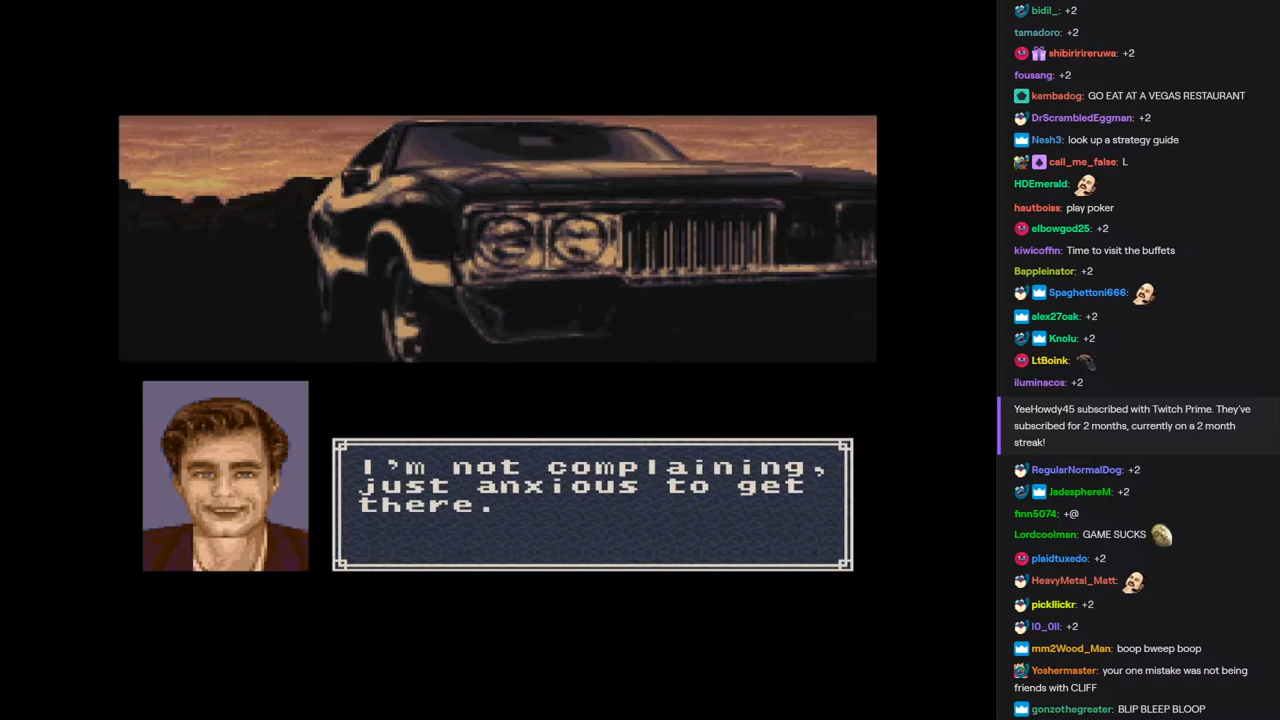 I'm not complaining,
just anxious to get
there.
bidil_: +2
tamadoro: +2
shibiririreruwa: +2
fousang: +2
kembadog: GO EAT AT A VEGAS RESTAURANT
DrScrambledEggman: +2
Nesh3: look up a strategy guide
call_me_false: L
HDEmerald:
hautboiss: play poker
elbowgod25: +2
kiwicoffin: Time to visit the buffets
Bappleinator: +2
Spaghettoni666:
alex27oak: +2
Knolu: +2
LtBoink:
iluminacos: +2
YeeHowdy45 subscribed with Twitch Prime. They've
subscribed for 2 months, currently on a 2 month
streak!
RegularNormalDog: +2
JadesphereM: +2
finn5074: +@
Lordcoolman: GAME SUCKS
plaidtuxedo: +2
HeavyMetal_Matt:
pickllickr: +2
l0_0ll: +2
mm2Wood_Man: boop bweep boop
Yoshermaster: your one mistake was not being
friends with CLIFF
gonzothegreater: BLIP BLEEP BLOOP